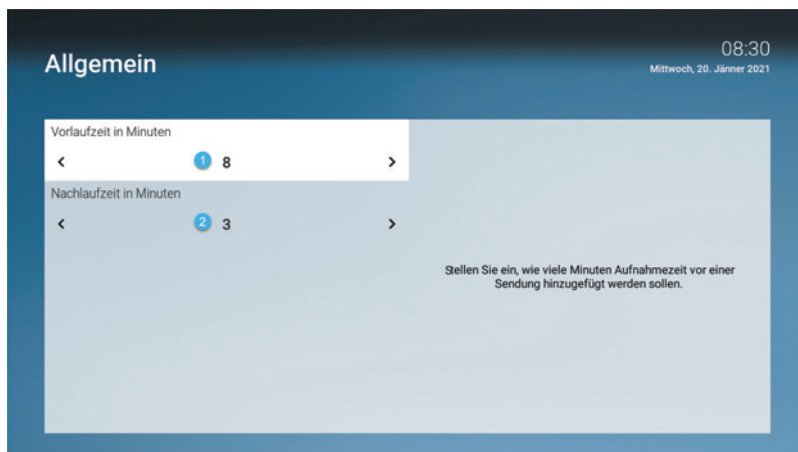 Allgemein
08:30
Mittwoch, 20. Jänner 2021
Vorlaufzeit in Minuten
< 1 8 >
Nachlaufzeit in Minuten
< 2 3 >
Stellen Sie ein, wie viele Minuten Aufnahmezeit vor einer
Sendung hinzugefügt werden sollen.